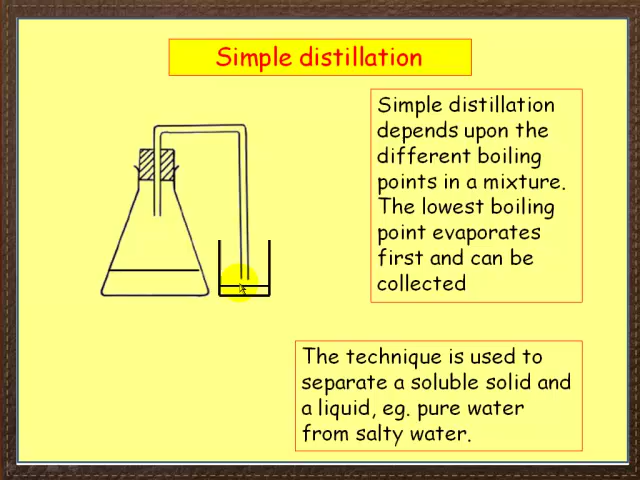 Simple distillation
Simple distillation
depends upon the
different boiling
points in a mixture.
The lowest boiling
point evaporates
first and can be
collected
The technique is used to
separate a soluble solid and
a liquid, eg. pure water
from salty water.